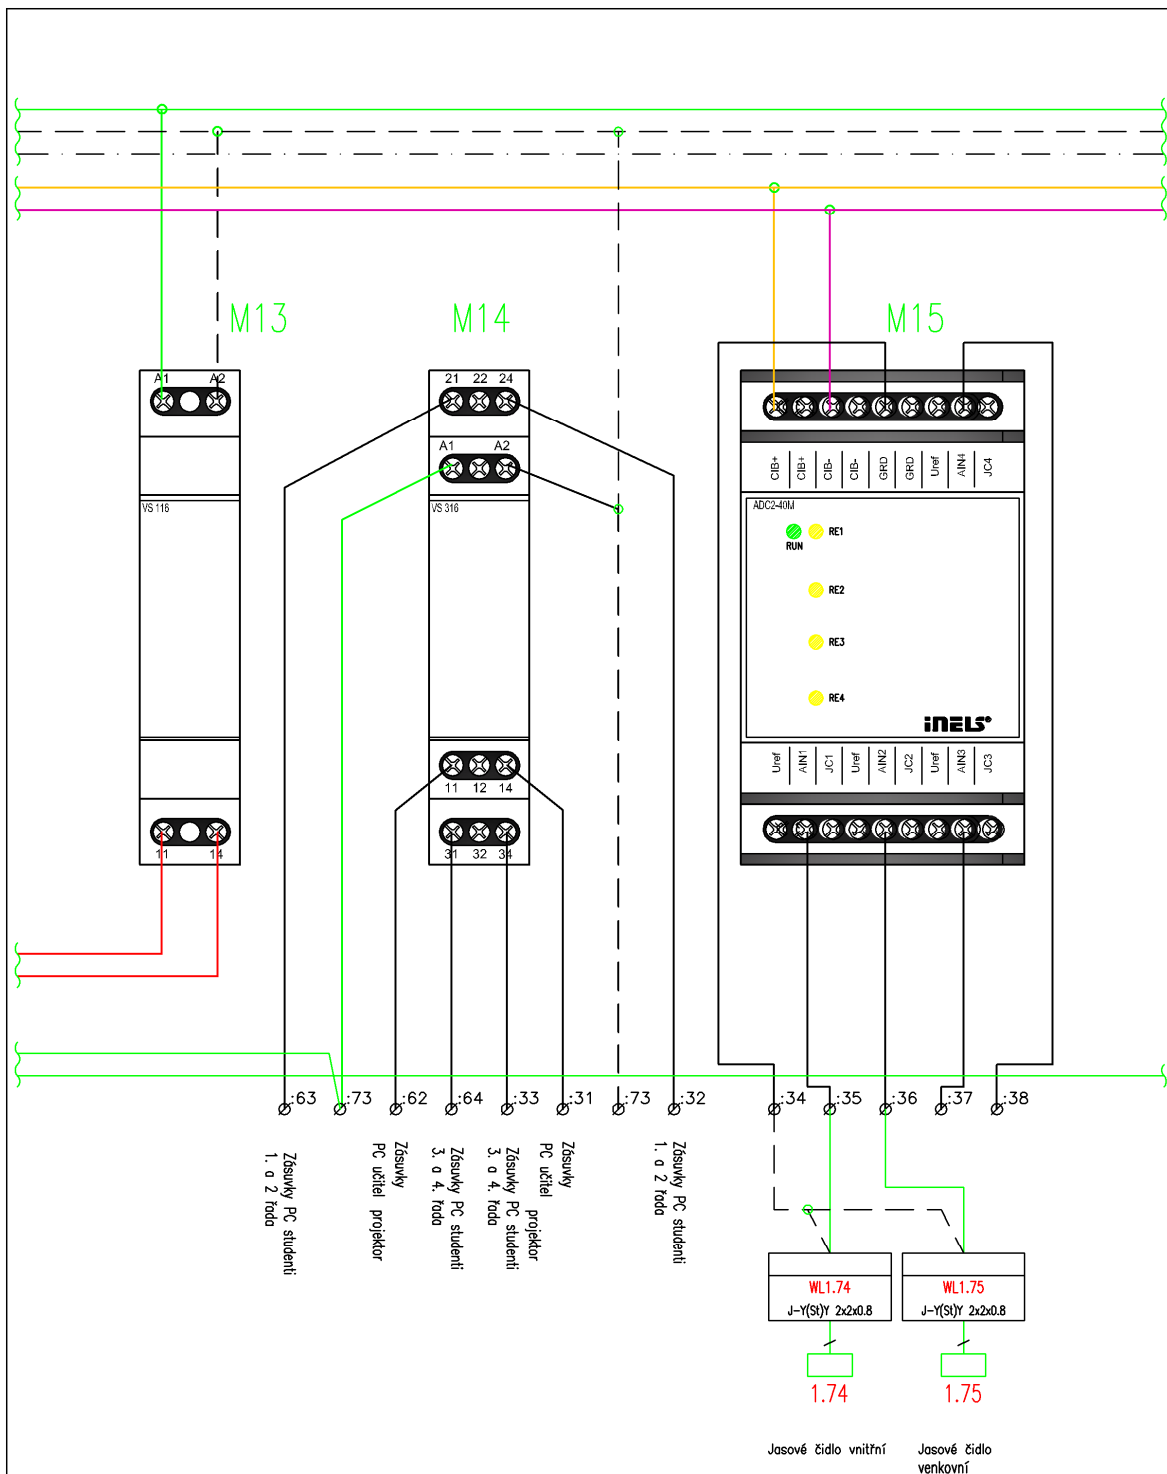 M13
M14
M15
A1
A2
21
22
24
A1
A2
VS 116
VS 316
CIB+
CIB+
CIB-
CIB-
GRD
GRD
Uref
AIN4
JC4
ADC2-40M
RUN
RE1
RE2
RE3
RE4
iNELS®
Uref
AIN1
JC1
Uref
AIN2
JC2
Uref
AIN3
JC3
11
12
14
11
14
31
32
34
:63
:73
:62
:64
:33
:31
:73
:32
:34
:35
:36
:37
:38
Zásuvky PC studenti
1. a 2 řada
Zásuvky
PC učitel projektor
Zásuvky PC studenti
3. a 4. řada
Zásuvky PC studenti
3. a 4. řada
Zásuvky
PC učitel projektor
Zásuvky PC studenti
1. a 2 řada
WL1.74
J-Y(St)Y 2x2x0.8
WL1.75
J-Y(St)Y 2x2x0.8
1.74
1.75
Jasové čidlo vnitřní
Jasové čidlo
venkovní